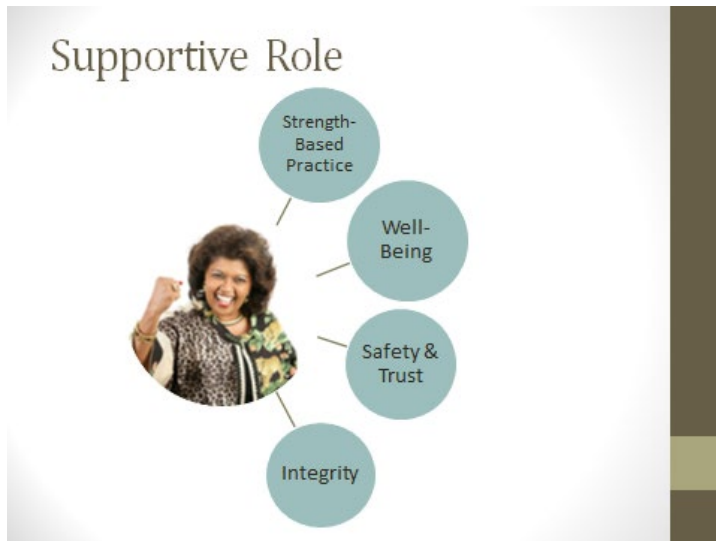 Supportive Role
Strength-
Based
Practice
Well-
Being
Safety &
Trust
Integrity